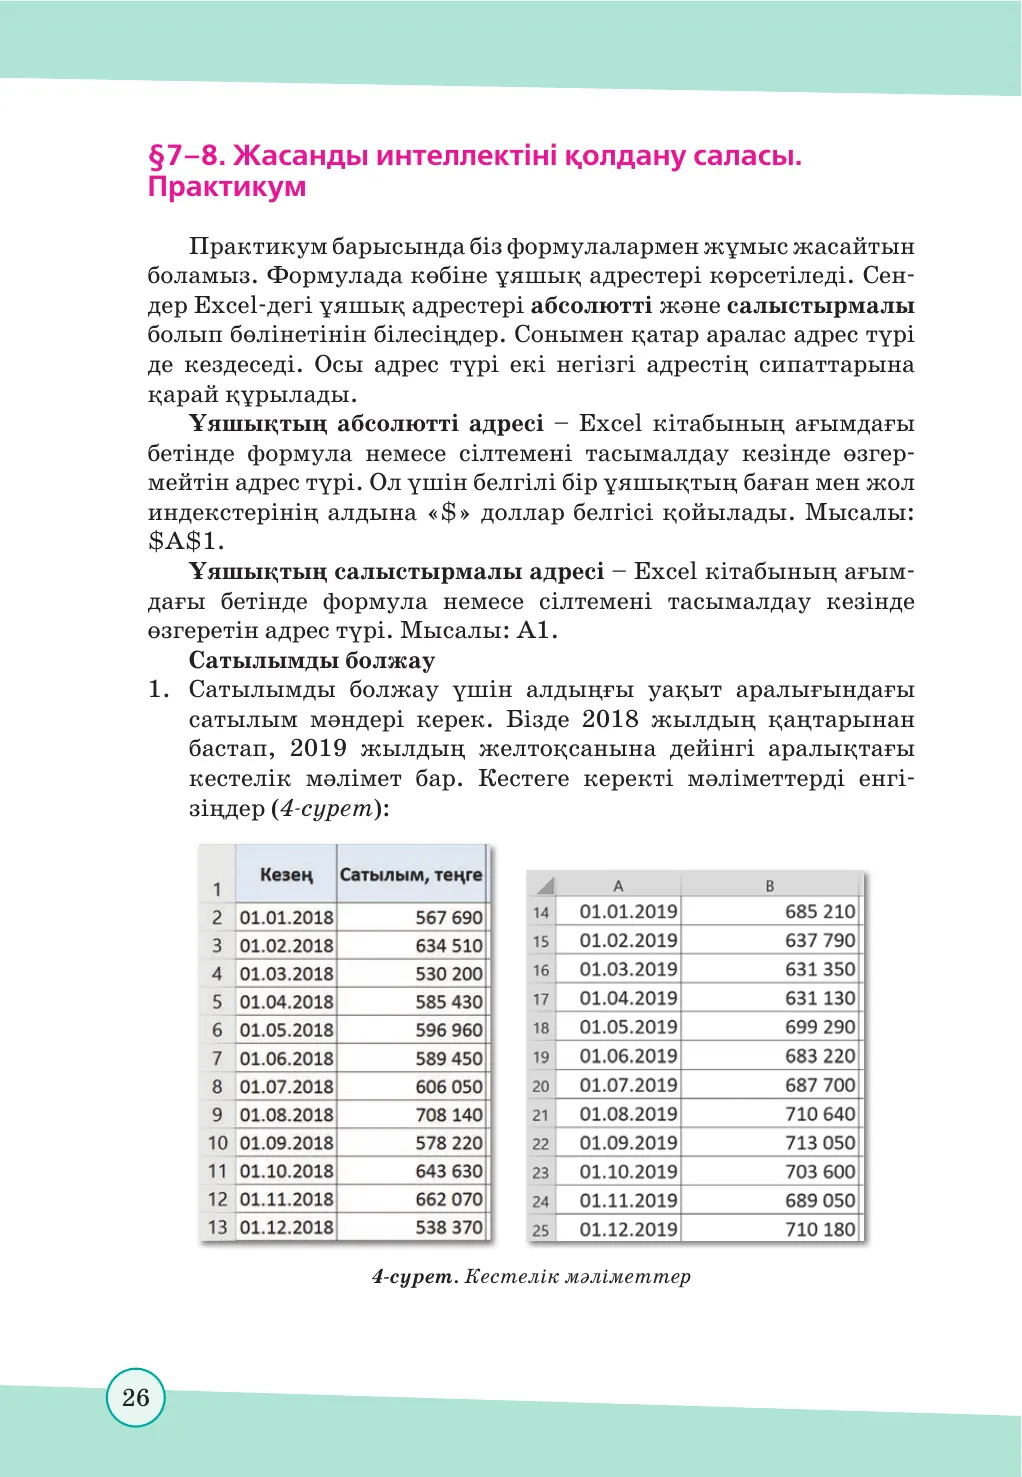 §7–8. Жасанды интеллектіні қолдану саласы.
Практикум
Практикум барысында біз формулалармен жұмыс жасайтын
боламыз. Формулада көбіне ұяшық адрестері көрсетіледі. Сен-
дер Excel-дегі ұяшық адрестері абсолютті және салыстырмалы
болып бөлінетінін білесіңдер. Сонымен қатар аралас адрес түрі
де кездеседі. Осы адрес түрі екі негізгі адрестің сипаттарына
қарай құрылады.
Ұяшықтың абсолютті адресі – Excel кітабының ағымдағы
бетінде формула немесе сілтемені тасымалдау кезінде өзгер-
мейтін адрес түрі. Ол үшін белгілі бір ұяшықтың баған мен жол
индекстерінің алдына «$» доллар белгісі қойылады. Мысалы:
$A$1.
Ұяшықтың салыстырмалы адресі – Excel кітабының ағым-
дағы бетінде формула немесе сілтемені тасымалдау кезінде
өзгеретін адрес түрі. Мысалы: A1.
Сатылымды болжау
1. Сатылымды болжау үшін алдыңғы уақыт аралығындағы
сатылым мәндері керек. Бізде 2018 жылдың қаңтарынан
бастап, 2019 жылдың желтоқсанына дейінгі аралықтағы
кестелік мәлімет бар. Кестеге керекті мәліметтерді енгі-
зіңдер (4-сурет):
1 Кезең Сатылым, теңге
2 01.01.2018 567 690
3 01.02.2018 634 510
4 01.03.2018 530 200
5 01.04.2018 585 430
6 01.05.2018 596 960
7 01.06.2018 589 450
8 01.07.2018 606 050
9 01.08.2018 708 140
10 01.09.2018 578 220
11 01.10.2018 643 630
12 01.11.2018 662 070
13 01.12.2018 538 370
A B
14 01.01.2019 685 210
15 01.02.2019 637 790
16 01.03.2019 631 350
17 01.04.2019 631 130
18 01.05.2019 699 290
19 01.06.2019 683 220
20 01.07.2019 687 700
21 01.08.2019 710 640
22 01.09.2019 713 050
23 01.10.2019 703 600
24 01.11.2019 689 050
25 01.12.2019 710 180
4-сурет. Кестелік мәліметтер
26